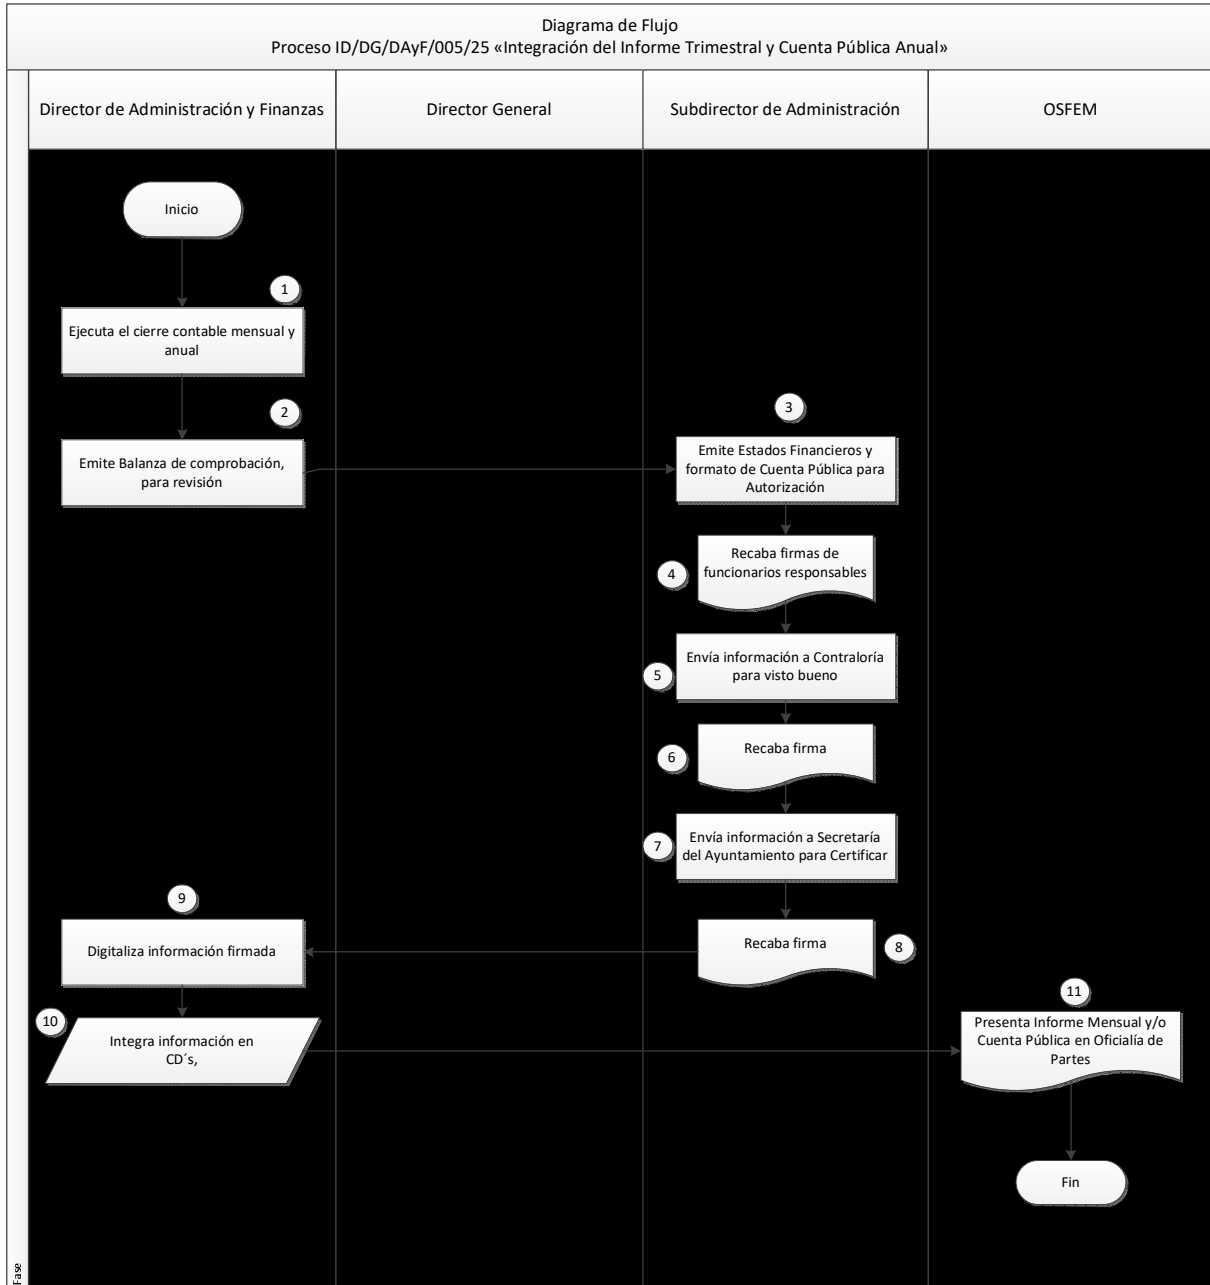 Diagrama de Flujo
Proceso ID/DG/DAyF/005/25 «Integración del Informe Trimestral y Cuenta Pública Anual»
Director de Administración y Finanzas
Director General
Subdirector de Administración
OSFEM
Inicio
1
Ejecuta el cierre contable mensual y
anual
2
Emite Balanza de comprobación,
para revisión
3
Emite Estados Financieros y
formato de Cuenta Pública para
Autorización
4
Recaba firmas de
funcionarios responsables
5
Envía información a Contraloría
para visto bueno
6
Recaba firma
7
Envía información a Secretaría
del Ayuntamiento para Certificar
8
Recaba firma
9
Digitaliza información firmada
10
Integra información en
CD´s,
11
Presenta Informe Mensual y/o
Cuenta Pública en Oficialía de
Partes
Fin
Fase